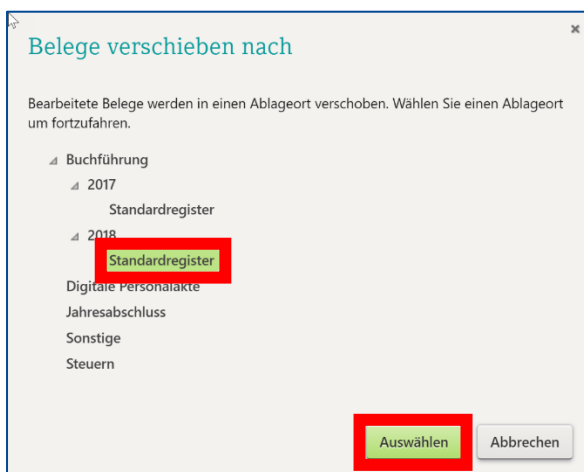 Belege verschieben nach
Bearbeitete Belege werden in einen Ablageort verschoben. Wählen Sie einen Ablageort
um fortzufahren.
Buchführung
2017
Standardregister
2018
Standardregister
Digitale Personalakte
Jahresabschluss
Sonstige
Steuern
Auswählen Abbrechen